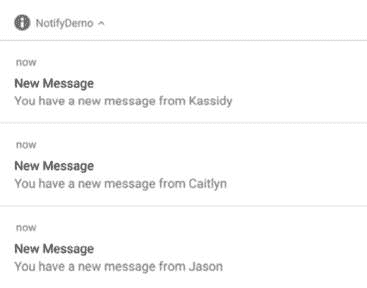 NotifyDemo
now
New Message
You have a new message from Kassidy
now
New Message
You have a new message from Caitlyn
now
New Message
You have a new message from Jason